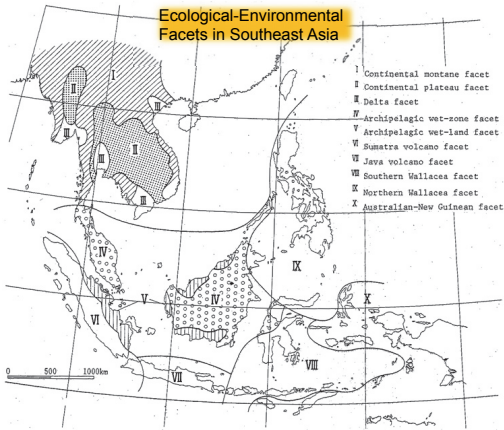 Ecological-Environmental
Facets in Southeast Asia
I Continental montane facet
II Continental plateau facet
III Delta facet
IV Archipelagic wet-zone facet
V Archipelagic wet-land facet
VI Sumatra volcano facet
VII Java volcano facet
VIII Southern Wallacea facet
IX Northern Wallacea facet
X Australian-New Guinean facet
I
II
III
III
III
II
III
IV
IX
V
IV
X
VI
VIII
VII
0 500 1000km